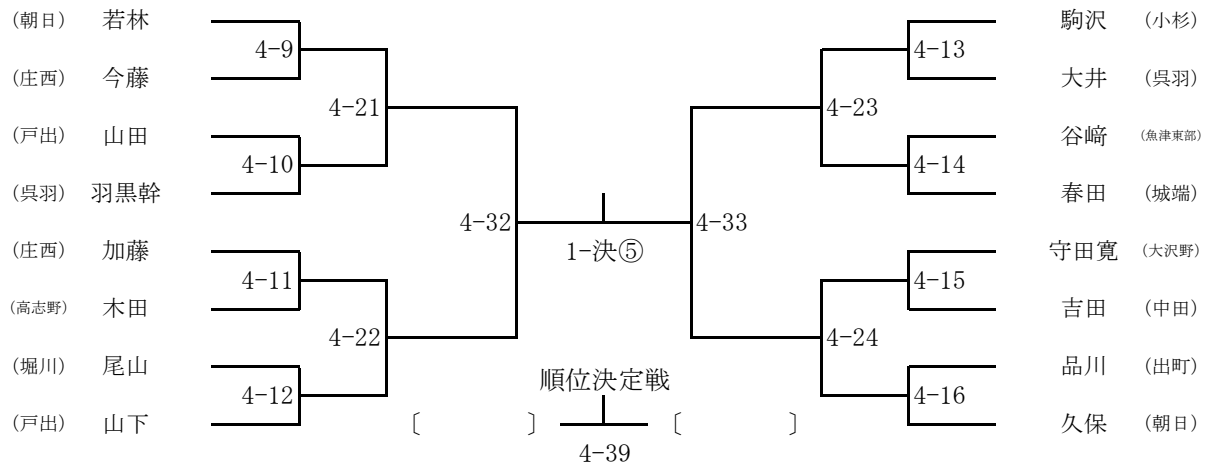 (朝日) 若林 駒沢 (小杉)
4-9 4-13
(庄西) 今藤 大井 (呉羽)
4-21 4-23
(戸出) 山田 谷﨑 (魚津東部)
4-10 4-14
(呉羽) 羽黒幹 春田 (城端)
4-32 4-33
(庄西) 加藤 1-決⑤ 守田寛 (大沢野)
4-11 4-15
(高志野) 木田 吉田 (中田)
4-22 4-24
(堀川) 尾山 順位決定戦 品川 (出町)
4-12 4-16
(戸出) 山下 〔 〕 〔 〕 久保 (朝日)
4-39